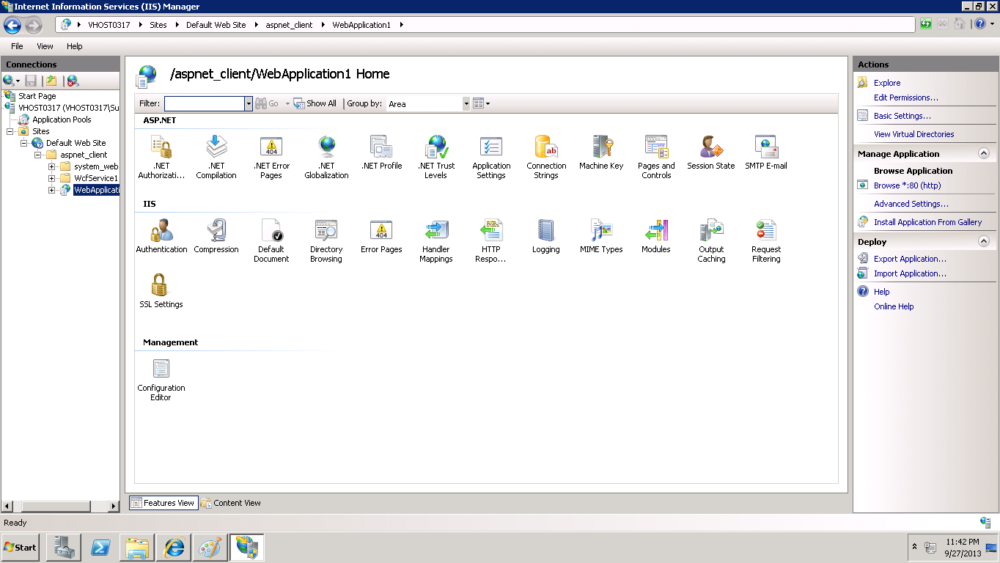 Internet Information Services (IIS) Manager
VHOST0317 Sites Default Web Site aspnet_client WebApplication1
File View Help
Connections
Start Page
VHOST0317 (VHOST0317\Su
Application Pools
Sites
Default Web Site
aspnet_client
system_web
WcfService1
WebApplicati
/aspnet_client/WebApplication1 Home
Filter: Go Show All Group by: Area
ASP.NET
.NET Authorizati...
.NET Compilation
.NET Error Pages
.NET Globalization
.NET Profile
.NET Trust Levels
Application Settings
Connection Strings
Machine Key
Pages and Controls
Session State
SMTP E-mail
IIS
Authentication
Compression
Default Document
Directory Browsing
Error Pages
Handler Mappings
HTTP Respo...
Logging
MIME Types
Modules
Output Caching
Request Filtering
SSL Settings
Management
Configuration Editor
Features View Content View
Actions
Explore
Edit Permissions...
Basic Settings...
View Virtual Directories
Manage Application
Browse Application
Browse *:80 (http)
Advanced Settings...
Install Application From Gallery
Deploy
Export Application...
Import Application...
Help
Online Help
Ready
Start
11:42 PM
9/27/2013